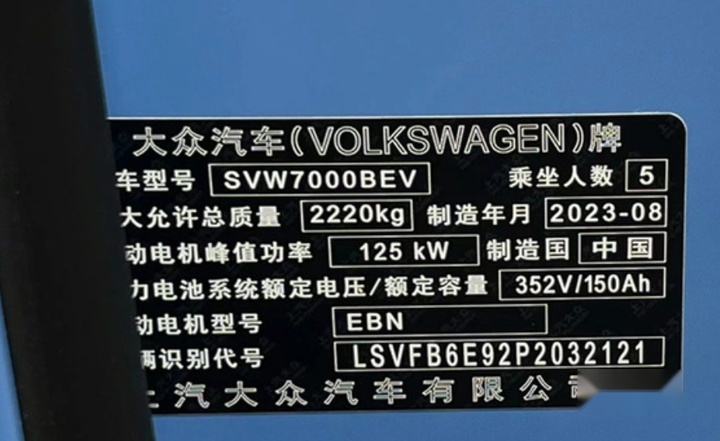 大众汽车(VOLKSWAGEN)牌
车型号 SVW7000BEV 乘坐人数 5
大允许总质量 2220kg 制造年月 2023-08
动电机峰值功率 125 kW 制造国 中国
力电池系统额定电压/额定容量 352V/150Ah
动电机型号 EBN
辆识别代号 LSVFB6E92P2032121
上汽大众汽车有限公司